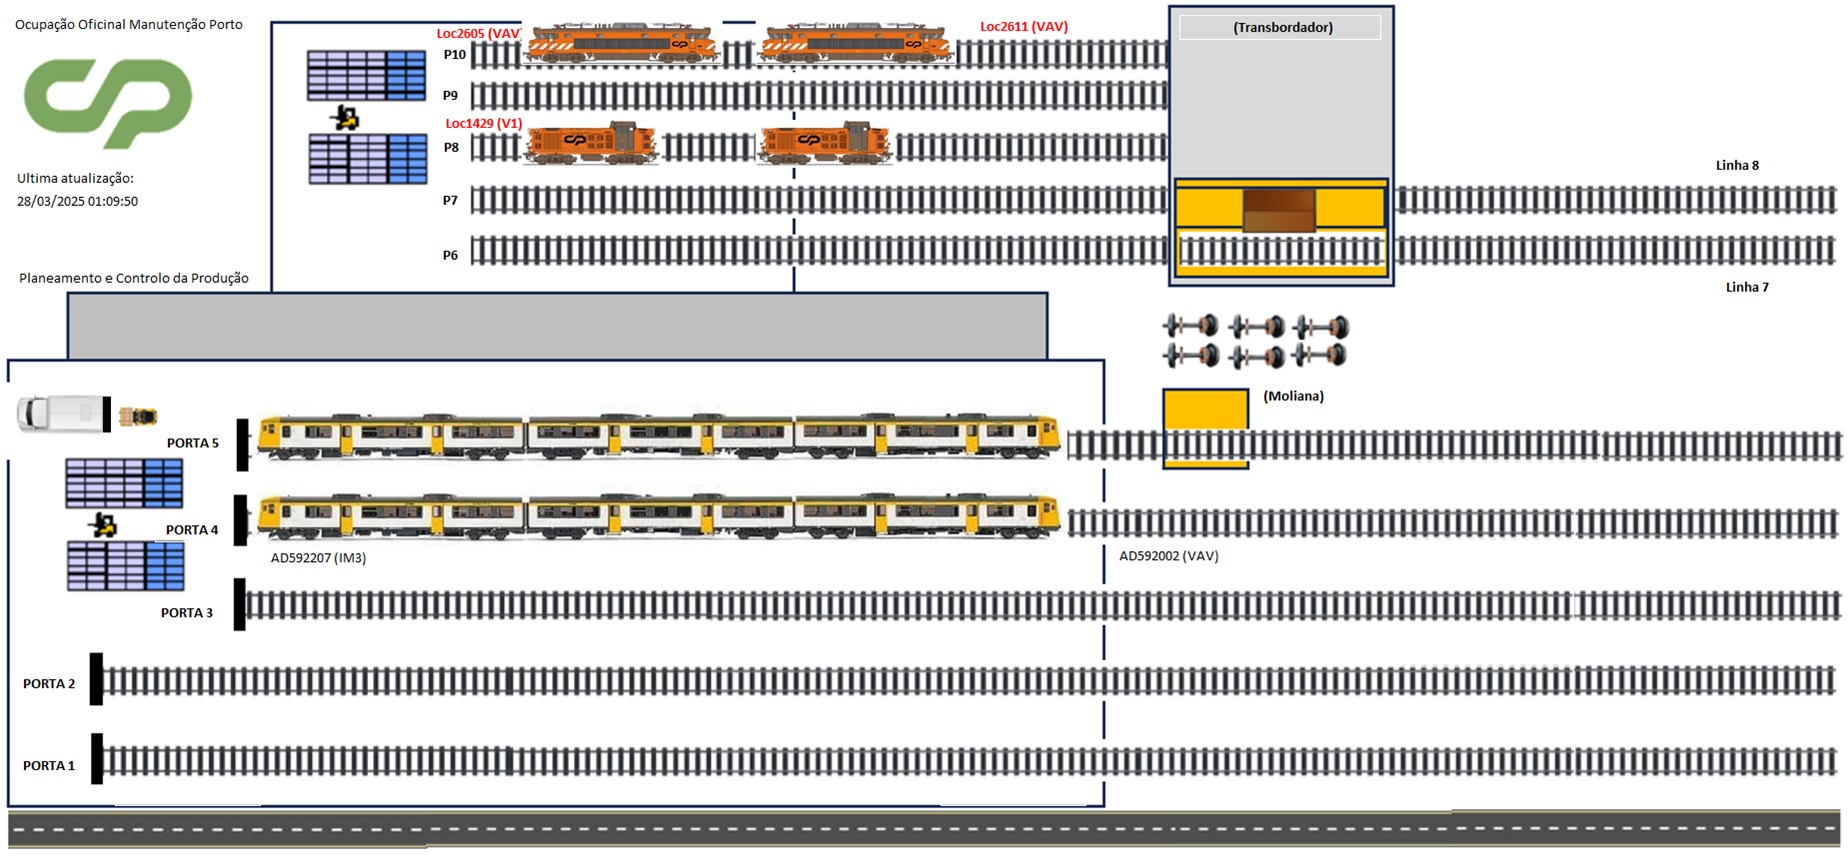 Ocupação Oficinal Manutenção Porto
Loc2605 (VAV)
Loc2611 (VAV)
(Transbordador)
P10
P9
Loc1429 (V1)
P8
Linha 8
Ultima atualização:
28/03/2025 01:09:50
P7
P6
Planeamento e Controlo da Produção
Linha 7
(Moliana)
PORTA 5
PORTA 4
AD592207 (IM3)
AD592002 (VAV)
PORTA 3
PORTA 2
PORTA 1